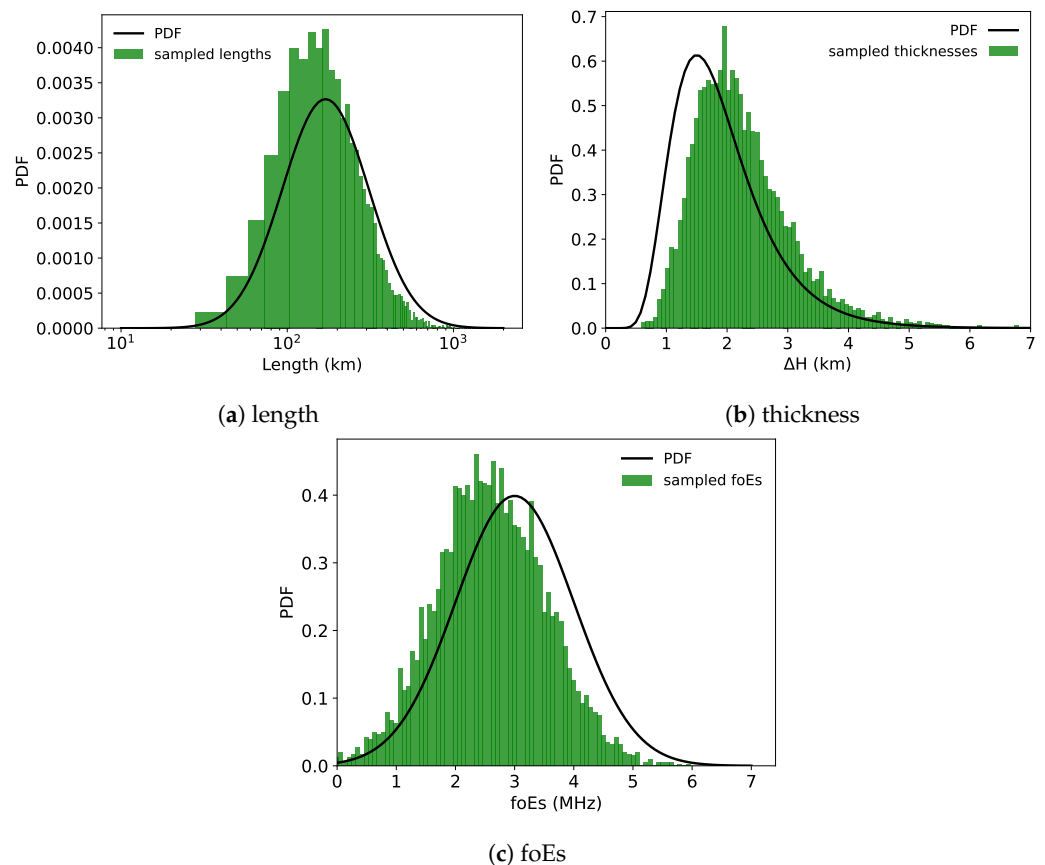 PDF
sampled lengths
0.0040
0.0035
0.0030
0.0025
0.0020
0.0015
0.0010
0.0005
0.0000
PDF
10¹ 10² 10³
Length (km)
(a) length
PDF
sampled thicknesses
0.7
0.6
0.5
0.4
0.3
0.2
0.1
0.0
PDF
0 1 2 3 4 5 6 7
ΔH (km)
(b) thickness
PDF
sampled foEs
0.4
0.3
0.2
0.1
0.0
PDF
0 1 2 3 4 5 6 7
foEs (MHz)
(c) foEs